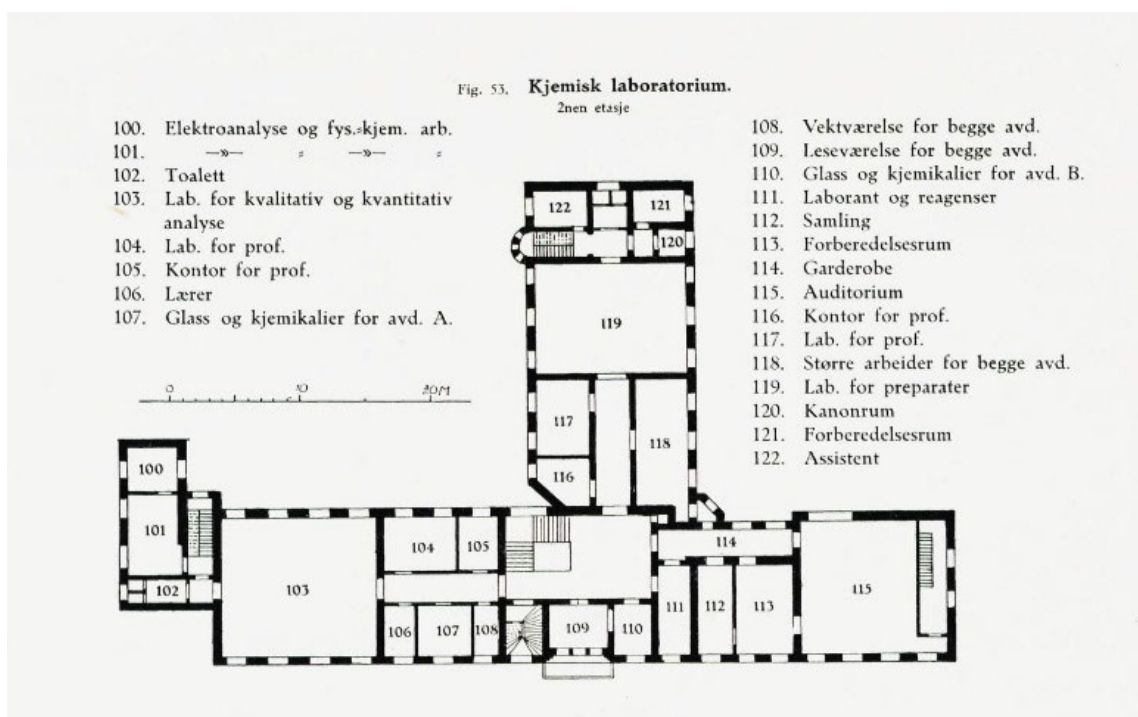 Fig. 53. Kjemisk laboratorium.
2nen etasje
100. Elektroanalyse og fys.-kjem. arb.
101. —»— " —»— "
102. Toalett
103. Lab. for kvalitativ og kvantitativ
analyse
104. Lab. for prof.
105. Kontor for prof.
106. Lærer
107. Glass og kjemikalier for avd. A.
108. Vektværelse for begge avd.
109. Leseværelse for begge avd.
110. Glass og kjemikalier for avd. B.
111. Laborant og reagenser
112. Samling
113. Forberedelsesrum
114. Garderobe
115. Auditorium
116. Kontor for prof.
117. Lab. for prof.
118. Større arbeider for begge avd.
119. Lab. for preparater
120. Kanonrum
121. Forberedelsesrum
122. Assistent
0 10 20M
122 121
120
119
117 118
116
100
101
102
103
104 105
106 107 108
109 110
111 112 113
114
115